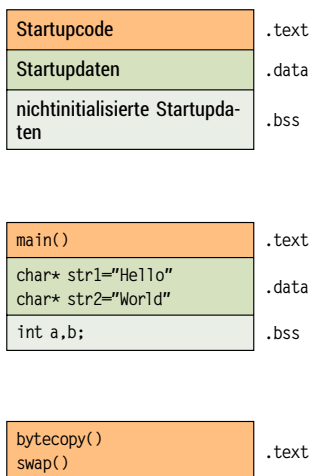 Startupcode .text
Startupdaten .data
nichtinitialisierte Startupda-
ten .bss
main() .text
char* str1="Hello"
char* str2="World" .data
int a,b; .bss
bytecopy()
swap() .text